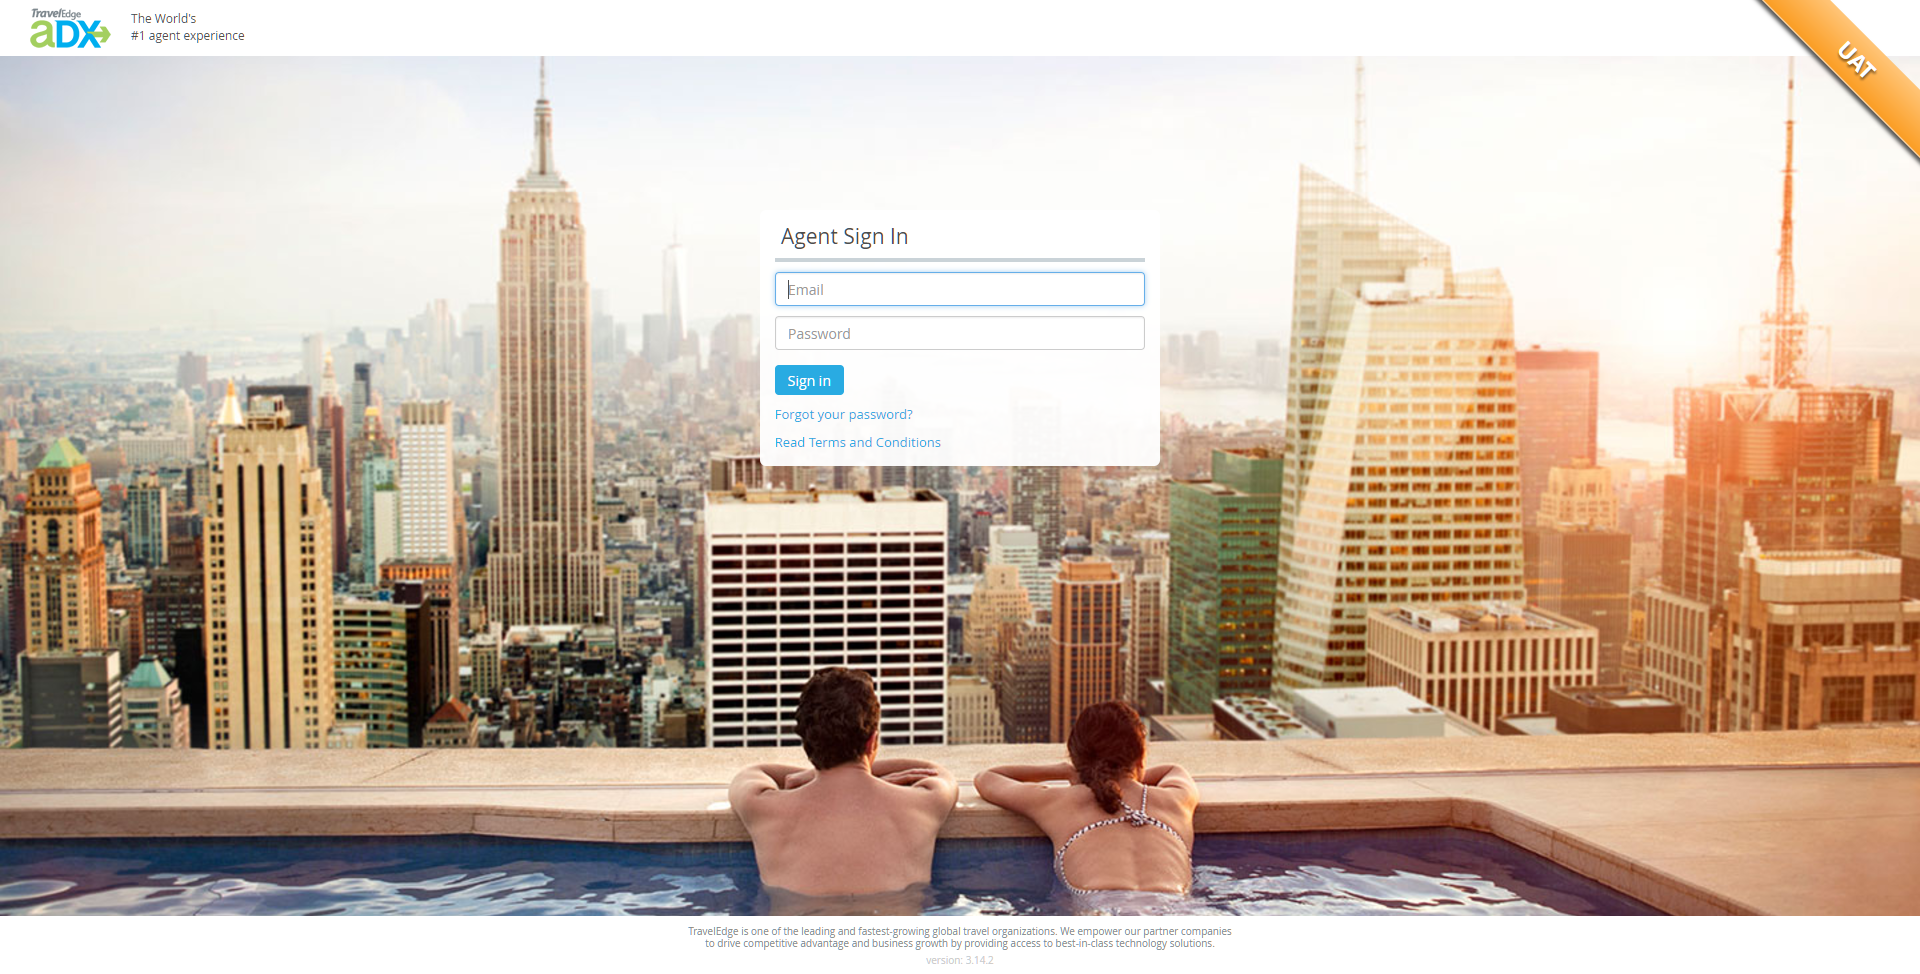 TravelEdge
aDX
The World's
#1 agent experience
UAT
Agent Sign In
Email
Password
Sign in
Forgot your password?
Read Terms and Conditions
TravelEdge is one of the leading and fastest-growing global travel organizations. We empower our partner companies
to drive competitive advantage and business growth by providing access to best-in-class technology solutions.
version: 3.14.2